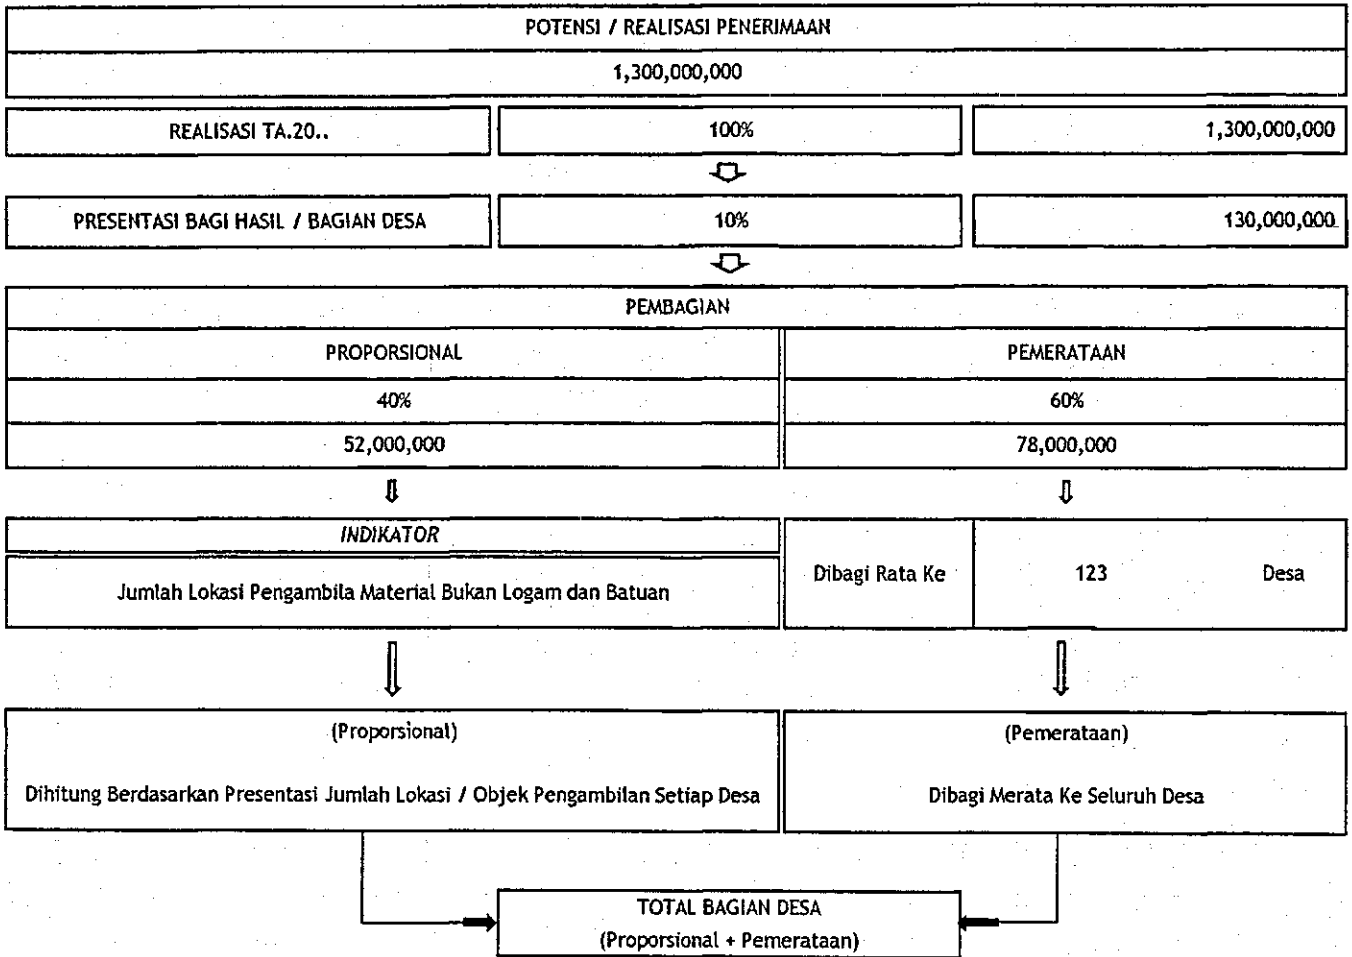 POTENSI / REALISASI PENERIMAAN
1,300,000,000
REALISASI TA.20.. 100% 1,300,000,000
PRESENTASI BAGI HASIL / BAGIAN DESA 10% 130,000,000
PEMBAGIAN
PROPORSIONAL PEMERATAAN
40% 60%
52,000,000 78,000,000
INDIKATOR
Jumlah Lokasi Pengambila Material Bukan Logam dan Batuan
Dibagi Rata Ke 123 Desa
(Proporsional)
Dihitung Berdasarkan Presentasi Jumlah Lokasi / Objek Pengambilan Setiap Desa
(Pemerataan)
Dibagi Merata Ke Seluruh Desa
TOTAL BAGIAN DESA
(Proporsional + Pemerataan)